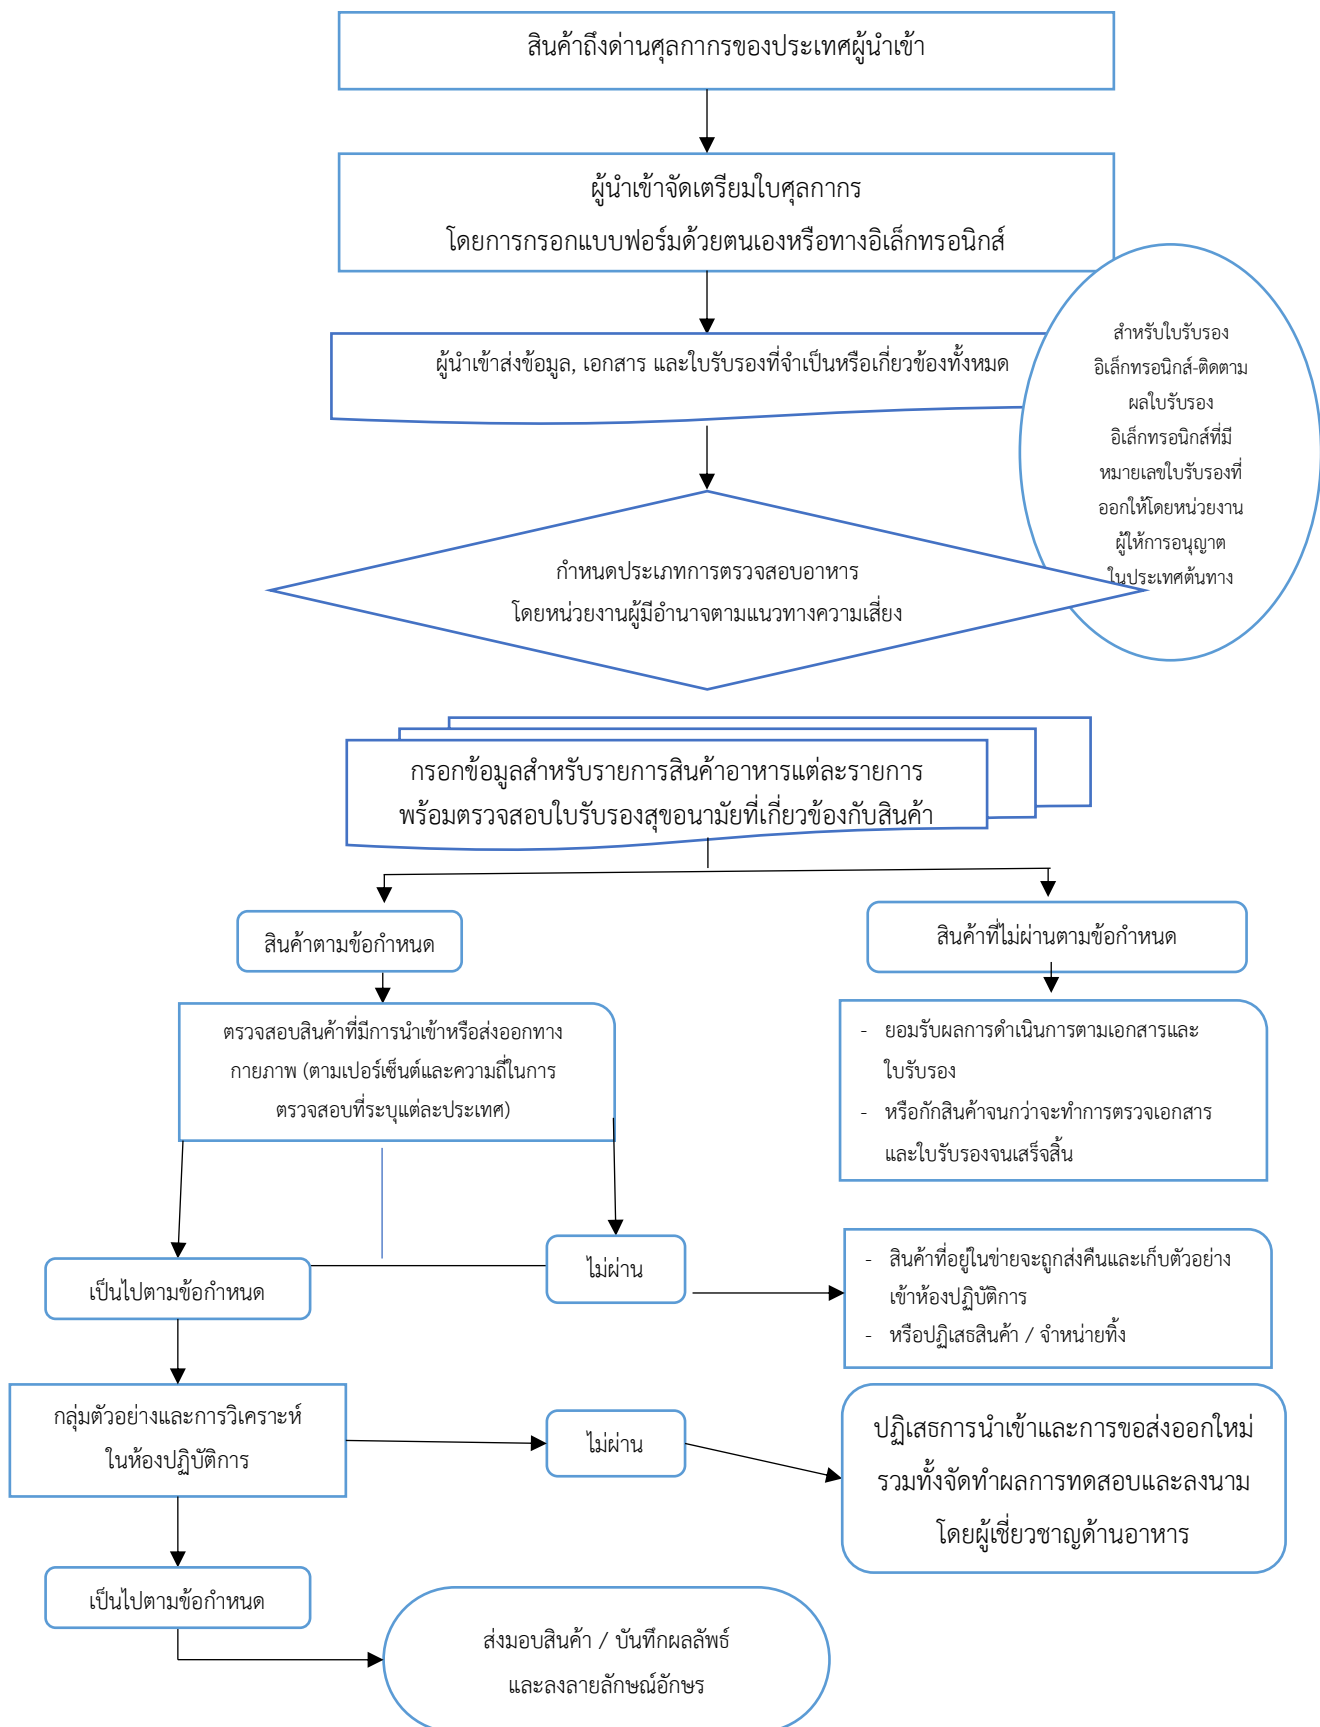 สินค้าถึงด่านศุลกากรของประเทศผู้นำเข้า
ผู้นำเข้าจัดเตรียมใบศุลกากร
โดยการกรอกแบบฟอร์มด้วยตนเองหรือทางอิเล็กทรอนิกส์
ผู้นำเข้าส่งข้อมูล, เอกสาร และใบรับรองที่จำเป็นหรือเกี่ยวข้องทั้งหมด
สำหรับใบรับรอง
อิเล็กทรอนิกส์-ติดตาม
ผลใบรับรอง
อิเล็กทรอนิกส์ที่มี
หมายเลขใบรับรองที่
ออกให้โดยหน่วยงาน
ผู้ให้การอนุญาต
ในประเทศต้นทาง
กำหนดประเภทการตรวจสอบอาหาร
โดยหน่วยงานผู้มีอำนาจตามแนวทางความเสี่ยง
กรอกข้อมูลสำหรับรายการสินค้าอาหารแต่ละรายการ
พร้อมตรวจสอบใบรับรองสุขอนามัยที่เกี่ยวข้องกับสินค้า
สินค้าตามข้อกำหนด
สินค้าที่ไม่ผ่านตามข้อกำหนด
ตรวจสอบสินค้าที่มีการนำเข้าหรือส่งออกทาง
กายภาพ (ตามเปอร์เซ็นต์และความถี่ในการ
ตรวจสอบที่ระบุแต่ละประเทศ)
- ยอมรับผลการดำเนินการตามเอกสารและ
ใบรับรอง
- หรือกักสินค้าจนกว่าจะทำการตรวจเอกสาร
และใบรับรองจนเสร็จสิ้น
เป็นไปตามข้อกำหนด
ไม่ผ่าน
- สินค้าที่อยู่ในข่ายจะถูกส่งคืนและเก็บตัวอย่าง
เข้าห้องปฏิบัติการ
- หรือปฏิเสธสินค้า / จำหน่ายทิ้ง
กลุ่มตัวอย่างและการวิเคราะห์
ในห้องปฏิบัติการ
ไม่ผ่าน
ปฏิเสธการนำเข้าและการขอส่งออกใหม่
รวมทั้งจัดทำผลการทดสอบและลงนาม
โดยผู้เชี่ยวชาญด้านอาหาร
เป็นไปตามข้อกำหนด
ส่งมอบสินค้า / บันทึกผลลัพธ์
และลงลายลักษณ์อักษร